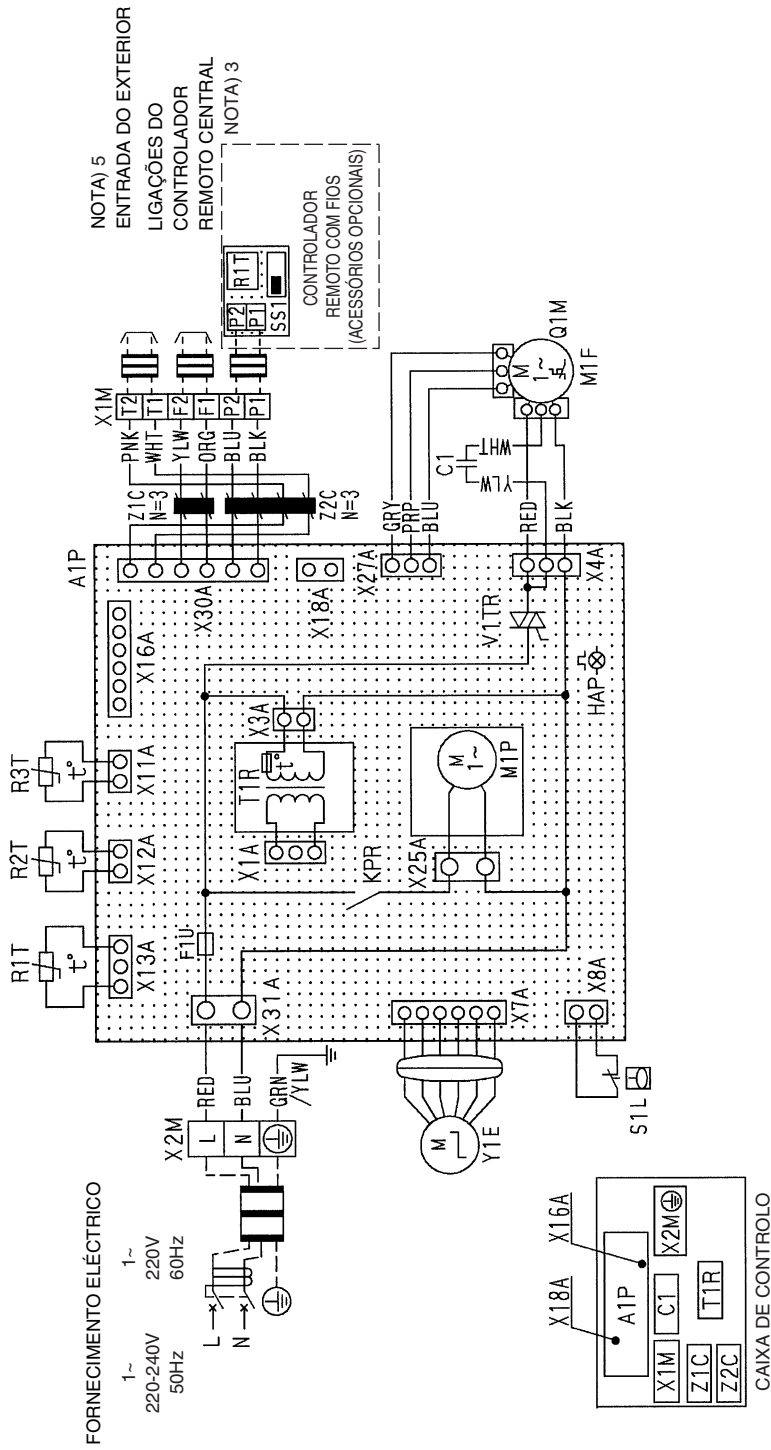 FORNECIMENTO ELÉCTRICO
1~
220-240V
50Hz
1~
220V
60Hz
L
N
X2M
L
N
RED
BLU
GRN
/YLW
R1T
t°
X13A
R2T
t°
X12A
R3T
t°
X11A
X16A
A1P
X30A
X18A
X27A
X4A
X31A
F1U
X1A
T1R
t°
X3A
KPR
X25A
M
1~
M1P
V1TR
HAP
X7A
X8A
M
Y1E
S1L
Z1C
N=3
Z2C
N=3
PNK
WHT
YLW
ORG
BLU
BLK
X1M
T2
T1
F2
F1
P2
P1
NOTA) 5
ENTRADA DO EXTERIOR
LIGAÇÕES DO
CONTROLADOR
REMOTO CENTRAL
NOTA) 3
P2
P1
R1T
SS1
CONTROLADOR
REMOTO COM FIOS
(ACESSÓRIOS OPCIONAIS)
GRY
PRP
BLU
C1
YLW
WHT
RED
BLK
M
1~
Q1M
M1F
X18A
X16A
A1P
X1M
C1
X2M
Z1C
Z2C
T1R
CAIXA DE CONTROLO